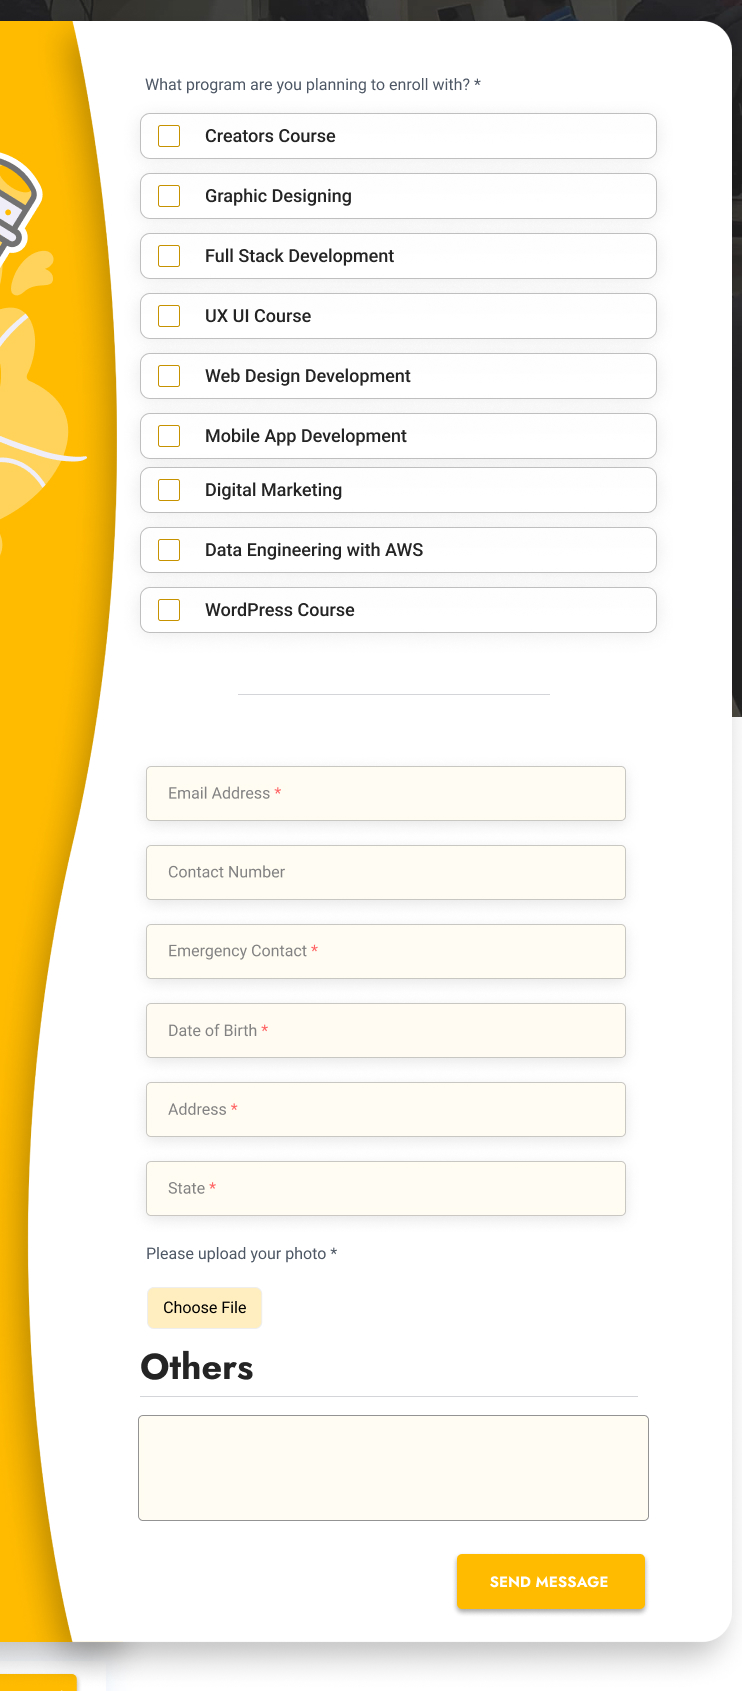 What program are you planning to enroll with? *
Creators Course
Graphic Designing
Full Stack Development
UX UI Course
Web Design Development
Mobile App Development
Digital Marketing
Data Engineering with AWS
WordPress Course
Email Address *
Contact Number
Emergency Contact *
Date of Birth *
Address *
State *
Please upload your photo *
Choose File
Others
SEND MESSAGE